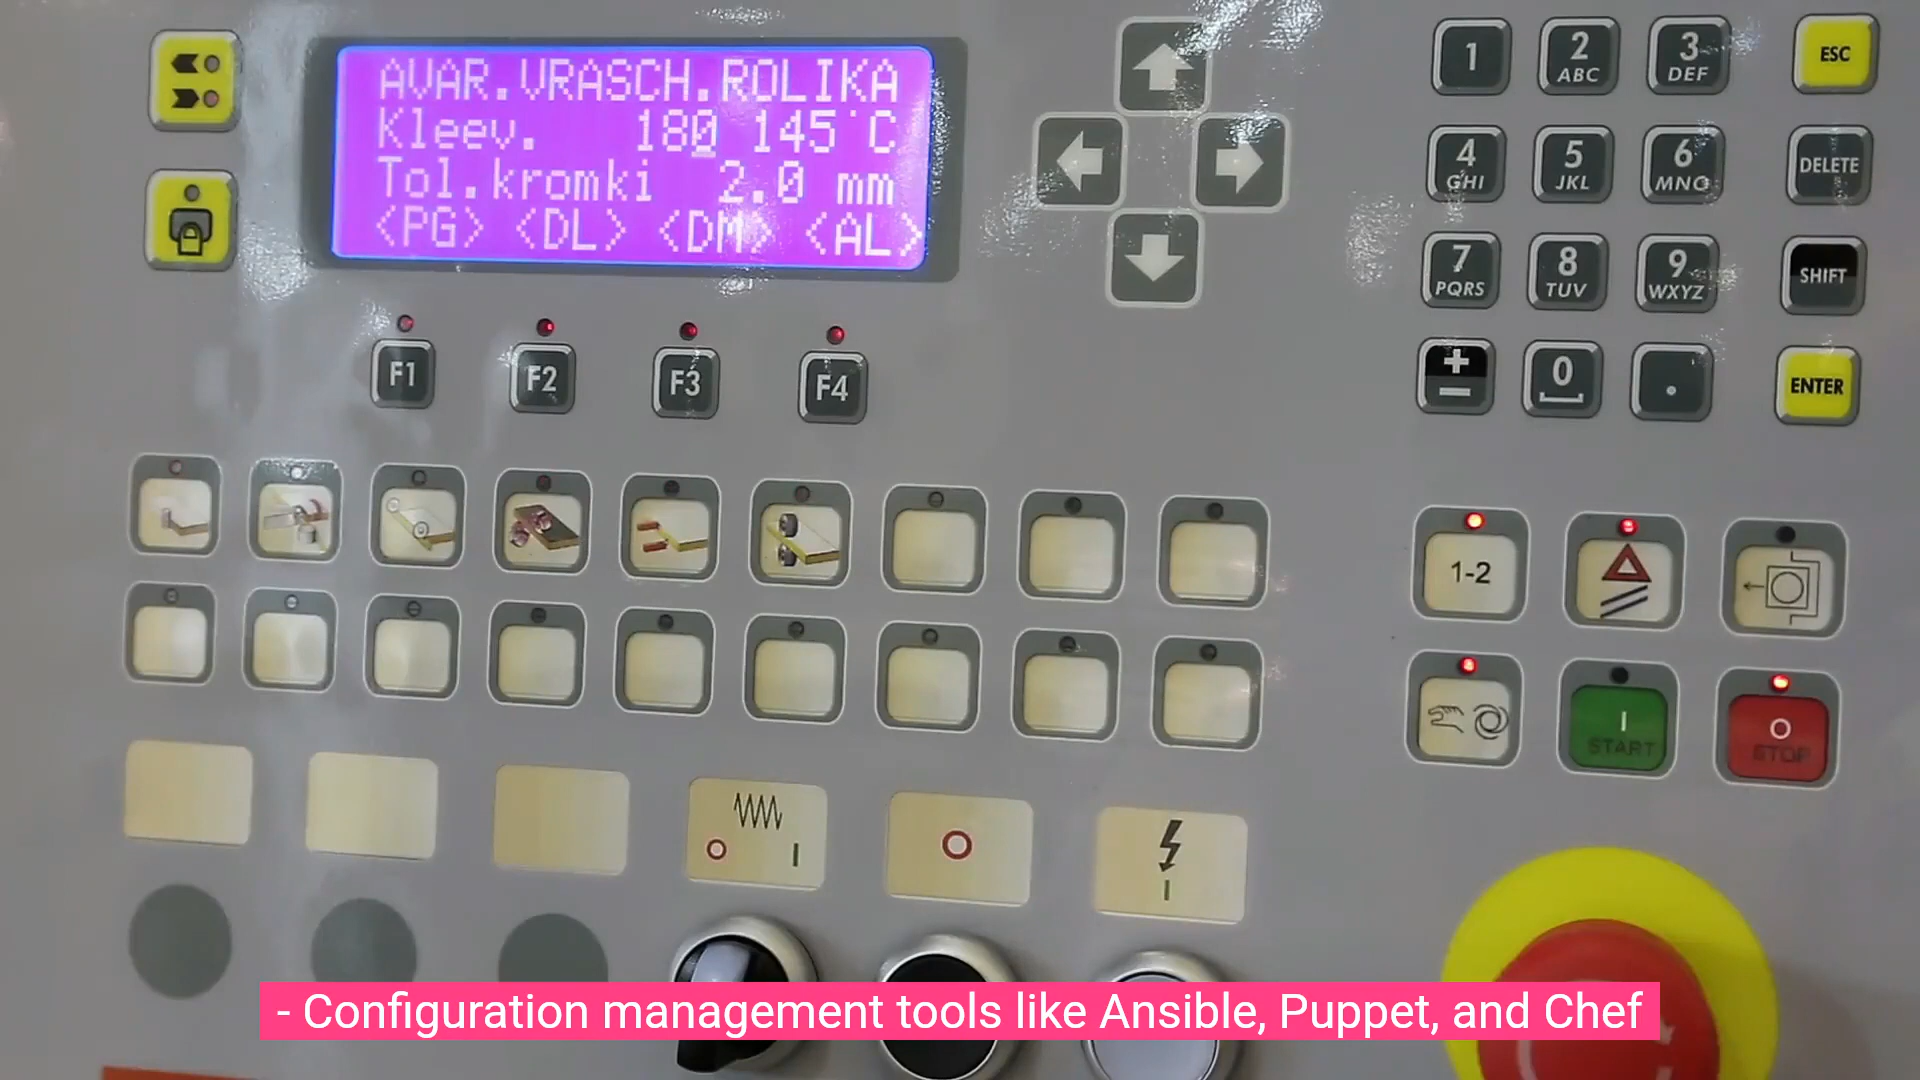 AVAR.VRASCH.ROLIKA
Kleev. 180 145°C
Tol.kromki 2.0 mm
<PG> <DL> <DM> <AL>
F1 F2 F3 F4
1 2 ABC 3 DEF ESC
4 GHI 5 JKL 6 MNO DELETE
7 PQRS 8 TUV 9 WXYZ SHIFT
+ - 0 . ENTER
1-2
I START O STOP
O I O I
- Configuration management tools like Ansible, Puppet, and Chef